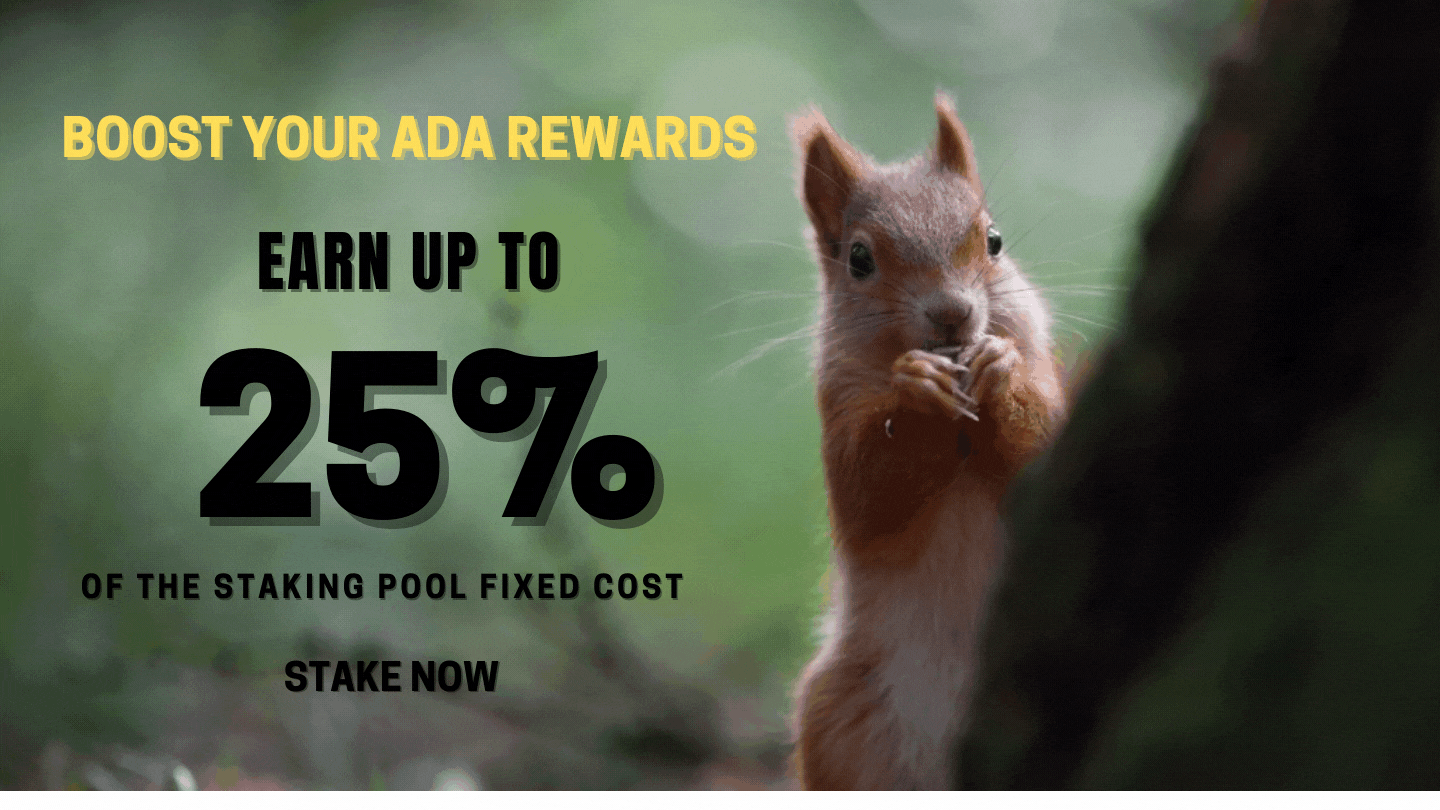 BOOST YOUR ADA REWARDS
EARN UP TO
25%
OF THE STAKING POOL FIXED COST
STAKE NOW